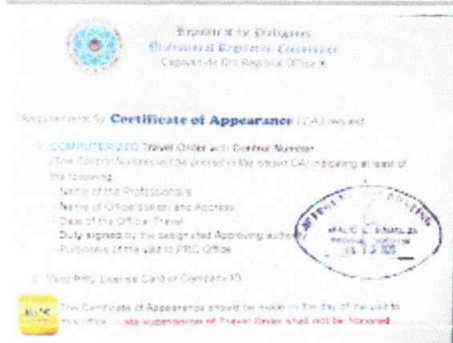 Republic of the Philippines
Professional Regulation Commission
Cagayan de Oro Regional Office X
Requirements for Certificate of Appearance (CA) request
1. COMPUTERIZED Travel Order with Control Number
(The Control Number will be printed in the issued CA) indicating at least of
the following:
Name of the Professional/s
Name of Office/Station and Address
Date of the Official Travel
Duly signed by the designated Approving
Purpose/s of the visit to PRC Office
2. Valid PRC License Card or Company ID
The Certificate of Appearance should be made on the day of the visit to
this office. Late submission of Travel Order shall not be honored